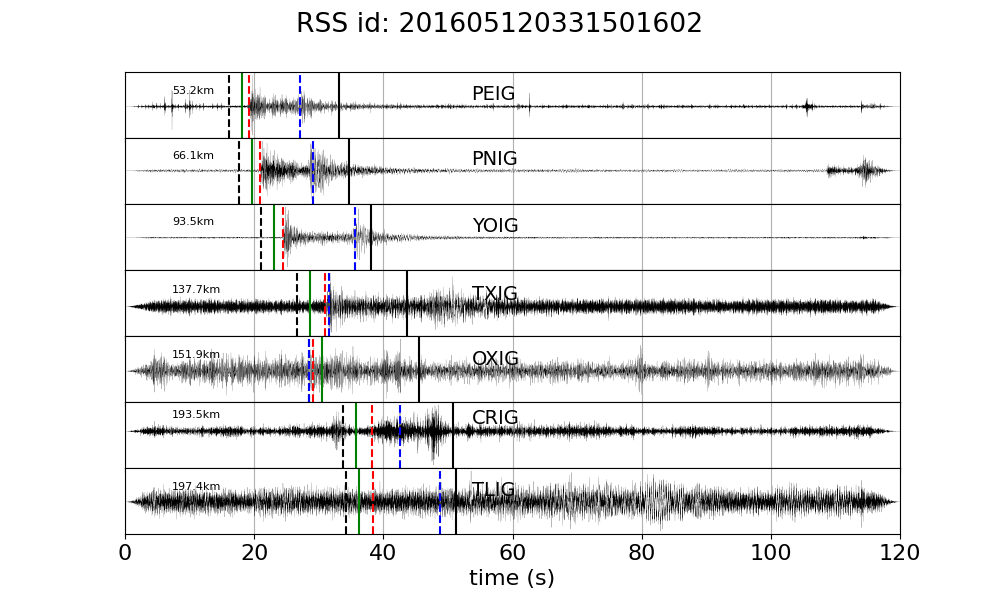 RSS id: 201605120331501602
53.2km PEIG
66.1km PNIG
93.5km YOIG
137.7km TXIG
151.9km OXIG
193.5km CRIG
197.4km TLIG
0 20 40 60 80 100 120
time (s)